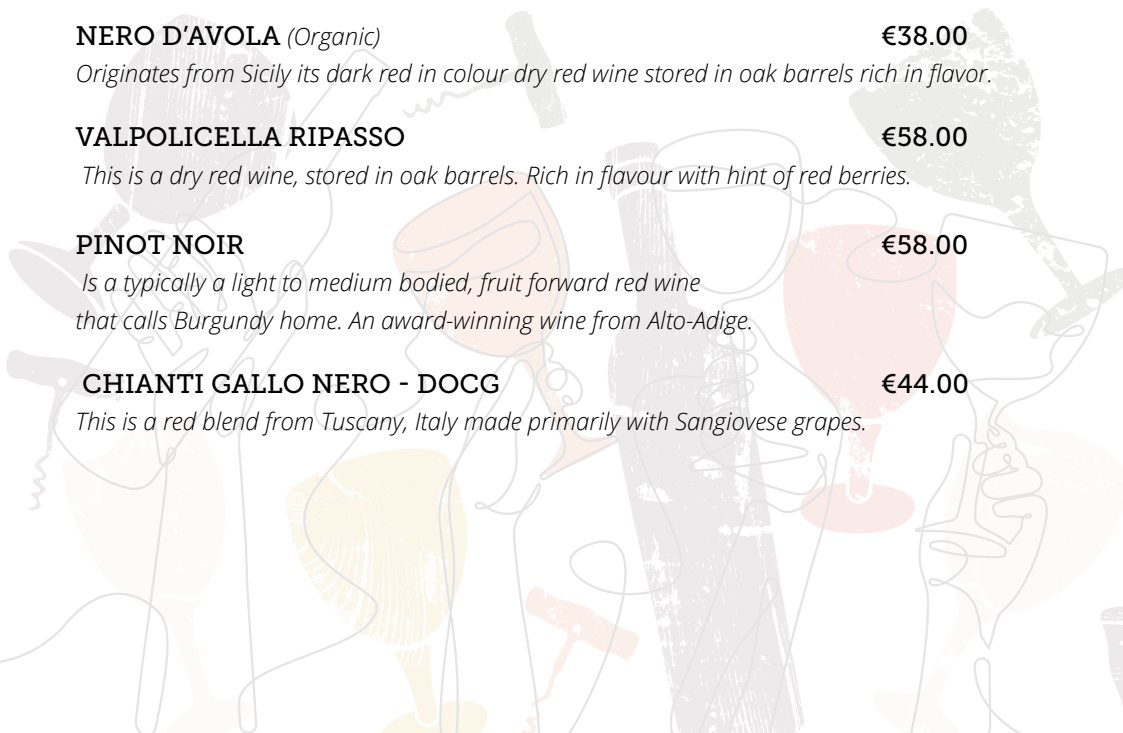 NERO D'AVOLA (Organic) €38.00
Originates from Sicily its dark red in colour dry red wine stored in oak barrels rich in flavor.
VALPOLICELLA RIPASSO €58.00
This is a dry red wine, stored in oak barrels. Rich in flavour with hint of red berries.
PINOT NOIR €58.00
Is a typically a light to medium bodied, fruit forward red wine
that calls Burgundy home. An award-winning wine from Alto-Adige.
CHIANTI GALLO NERO - DOCG €44.00
This is a red blend from Tuscany, Italy made primarily with Sangiovese grapes.